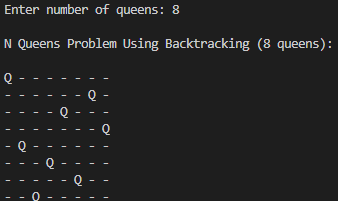 Enter number of queens: 8
N Queens Problem Using Backtracking (8 queens):
Q - - - - - - -
- - - - - - Q -
- - - - Q - - -
- - - - - - - Q
- Q - - - - - -
- - - Q - - - -
- - - - - Q - -
- - Q - - - - -